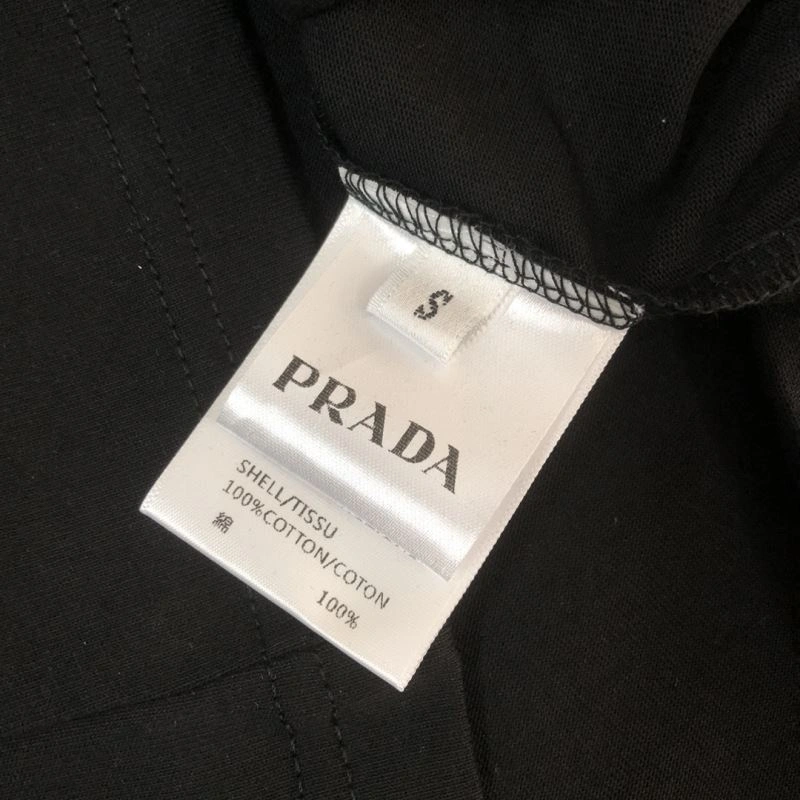 S
PRADA
SHELL/TISSU
100%COTTON/COTON
綿
100%